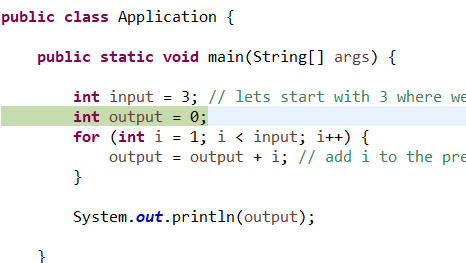 public class Application {
public static void main(String[] args) {
int input = 3; // lets start with 3 where we
int output = 0;
for (int i = 1; i < input; i++) {
output = output + i; // add i to the pre
}
System.out.println(output);
}